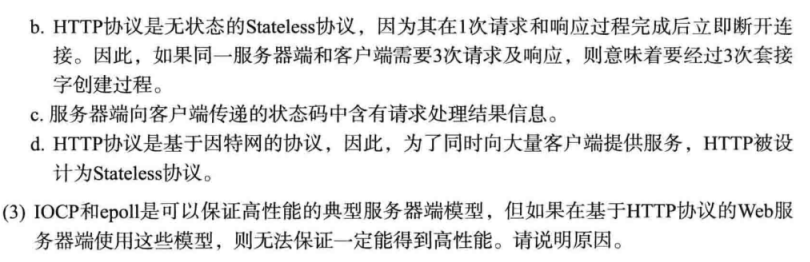 b. HTTP协议是无状态的Stateless协议，因为其在1次请求和响应过程完成后立即断开连
接。因此，如果同一服务器端和客户端需要3次请求及响应，则意味着要经过3次套接
字创建过程。
c. 服务器端向客户端传递的状态码中含有请求处理结果信息。
d. HTTP协议是基于因特网的协议，因此，为了同时向大量客户端提供服务，HTTP被设
计为Stateless协议。
(3) IOCP和epoll是可以保证高性能的典型服务器端模型，但如果在基于HTTP协议的Web服
务器端使用这些模型，则无法保证一定能得到高性能。请说明原因。